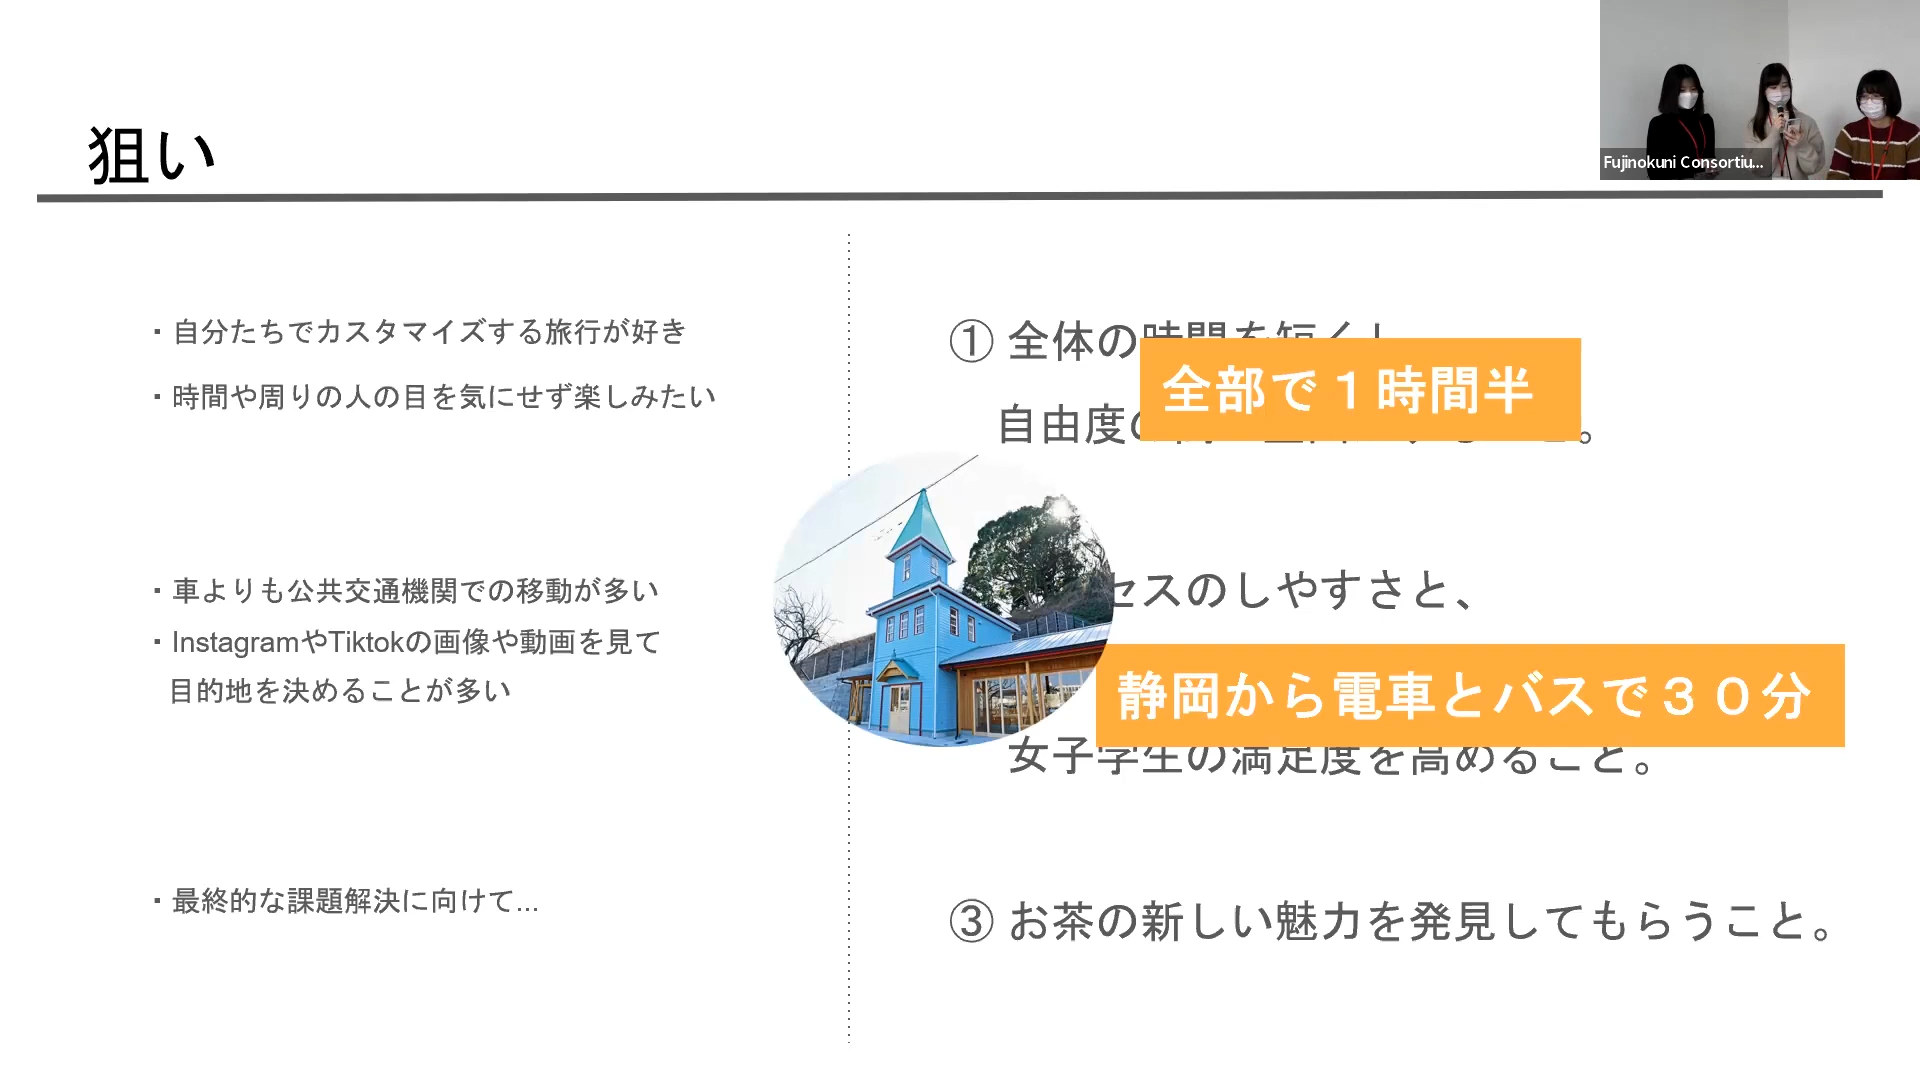 Fujinokuni Consortiu...
狙い
・自分たちでカスタマイズする旅行が好き
・時間や周りの人の目を気にせず楽しみたい
・車よりも公共交通機関での移動が多い
・InstagramやTiktokの画像や動画を見て
目的地を決めることが多い
・最終的な課題解決に向けて...
① 全体の時間を短くし
全部で１時間半
自由度
セスのしやすさと、
静岡から電車とバスで３０分
女子学生の満足度を高めること。
③ お茶の新しい魅力を発見してもらうこと。